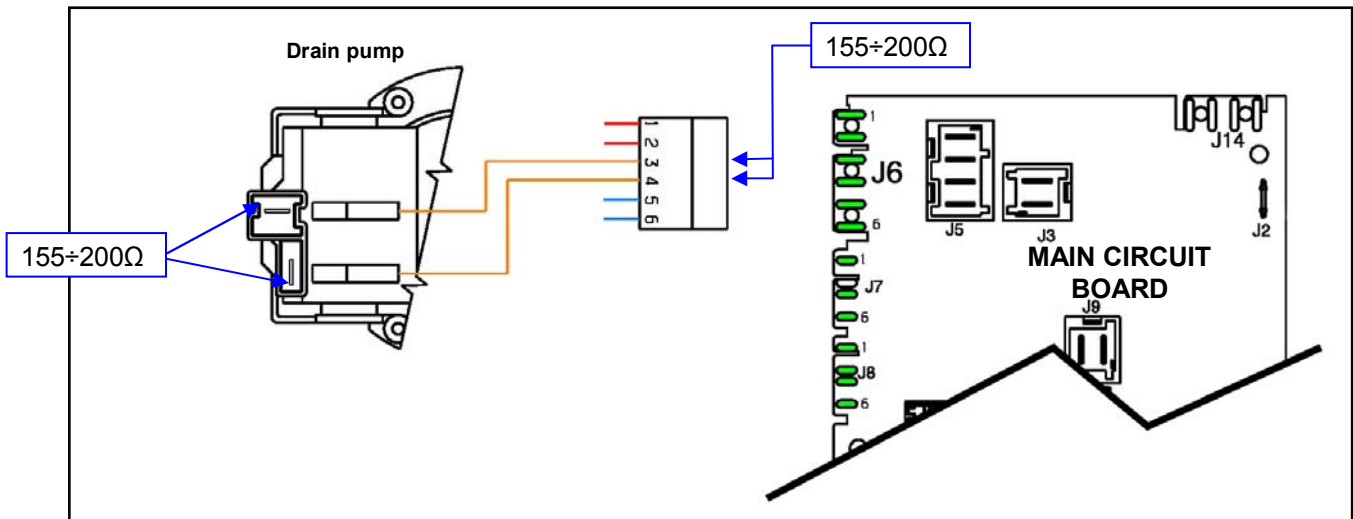 Drain pump
155÷200Ω
155÷200Ω
1
2
3
4
5
6
1
J6
6
1
J7
6
1
J8
6
J5
J3
J14
J2
MAIN CIRCUIT
BOARD
J9